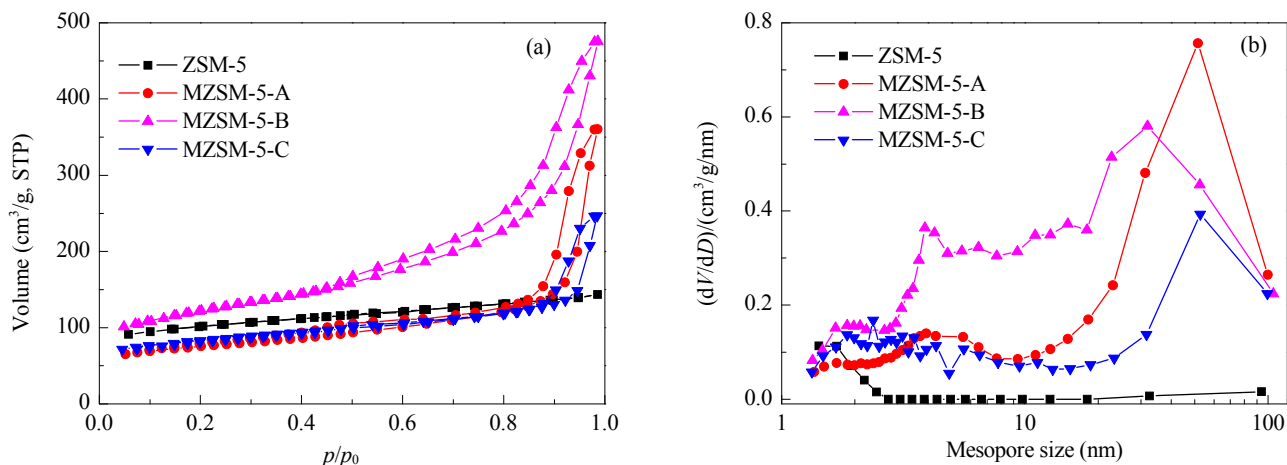 (a)
ZSM-5
MZSM-5-A
MZSM-5-B
MZSM-5-C
Volume (cm³/g, STP)
500
400
300
200
100
0
0.0 0.2 0.4 0.6 0.8 1.0
p/p₀
(b)
ZSM-5
MZSM-5-A
MZSM-5-B
MZSM-5-C
(dV/dD)/(cm³/g/nm)
0.8
0.6
0.4
0.2
0.0
1 10 100
Mesopore size (nm)